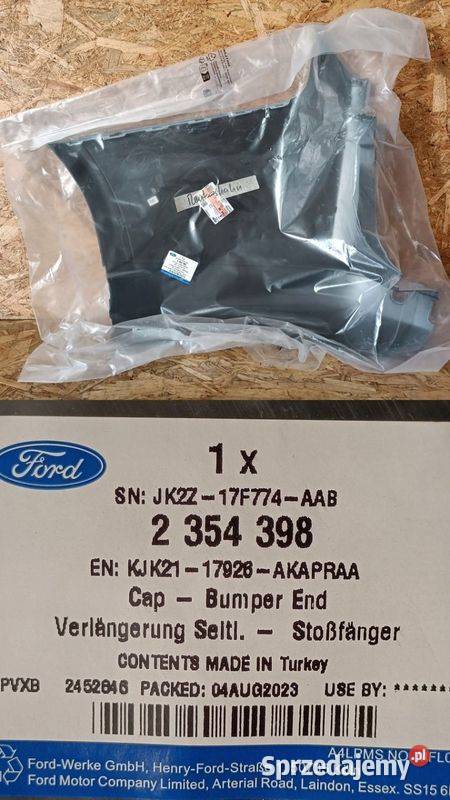 Ford
1 x
SN: JK2Z-17F774-AAB
2 354 398
EN: KJK21-17926-AKAPRAA
Cap - Bumper End
Verlängerung Seitl. - Stoßfänger
CONTENTS MADE IN Turkey
PVXB 2452646 PACKED: 04AUG2023 USE BY: ******
A4LPMS NO.
Ford-Werke GmbH, Henry-Ford-Straß
Ford Motor Company Limited, Arterial Road, Laindon, Essex. SS15 6
Sprzedajemy
.pl